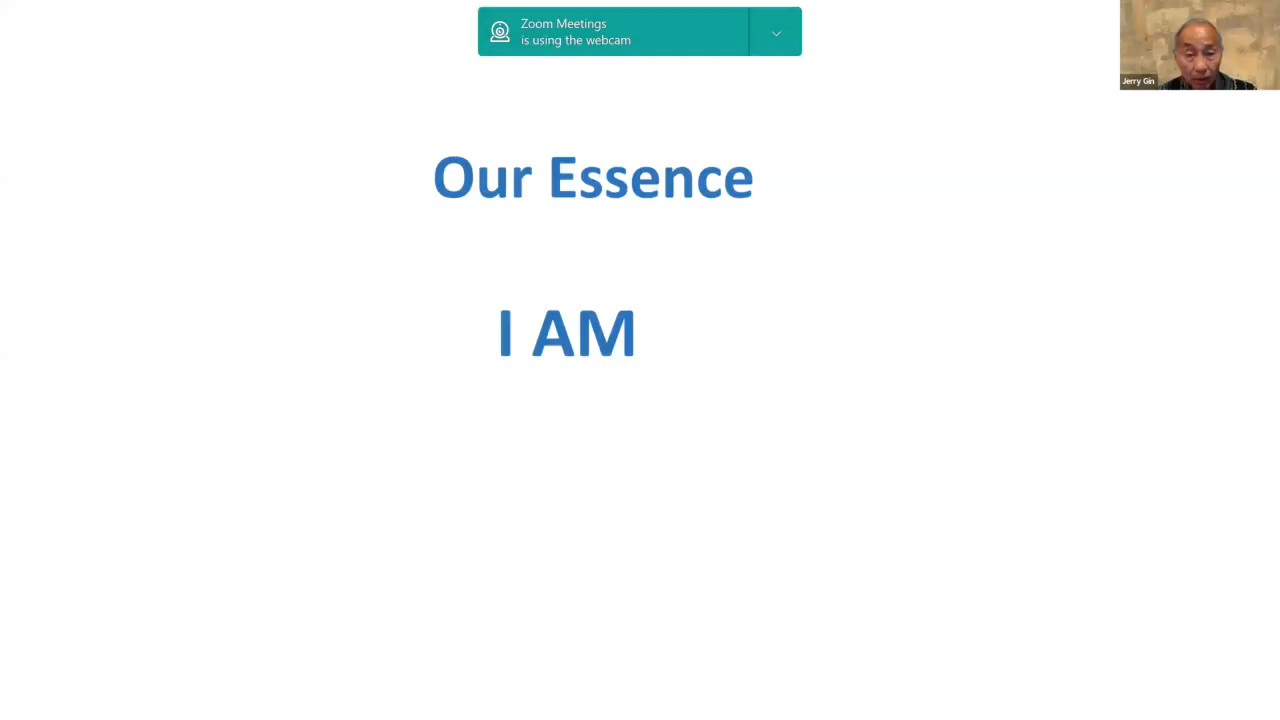 Zoom Meetings
is using the webcam
Jerry Gin
Our Essence
I AM